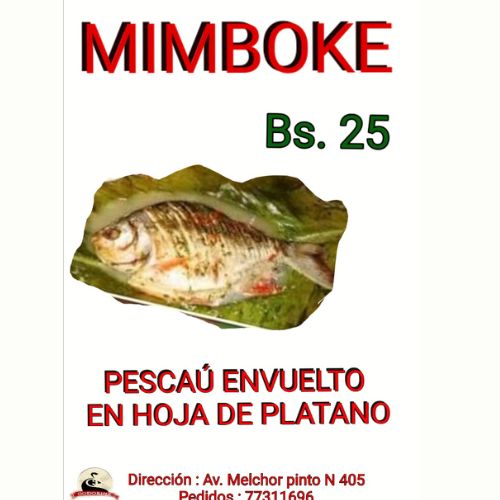 MIMBOKE
Bs. 25
PESCAÚ ENVUELTO
EN HOJA DE PLATANO
Dirección : Av. Melchor pinto N 405
Pedidos : 77311696